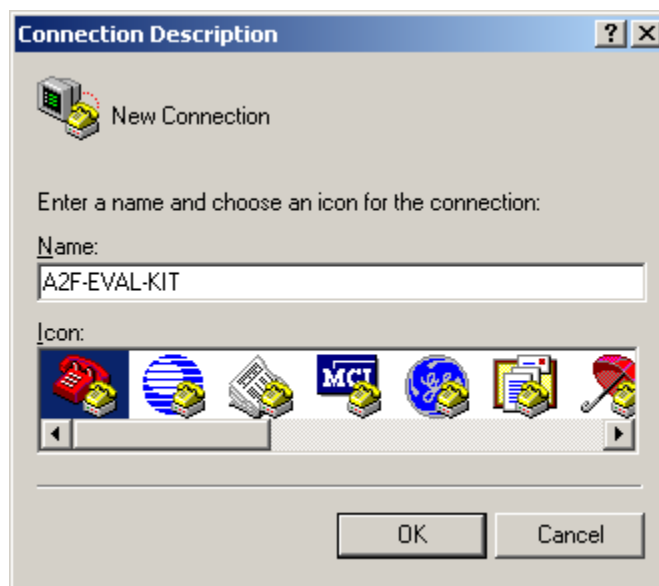 Connection Description
New Connection
Enter a name and choose an icon for the connection:
Name:
A2F-EVAL-KIT
Icon:
MCI
OK Cancel